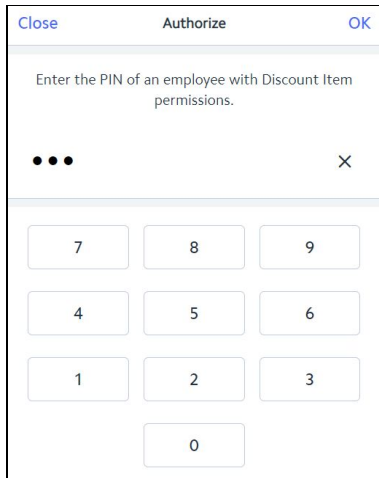 Close Authorize OK
Enter the PIN of an employee with Discount Item
permissions.
7 8 9
4 5 6
1 2 3
0